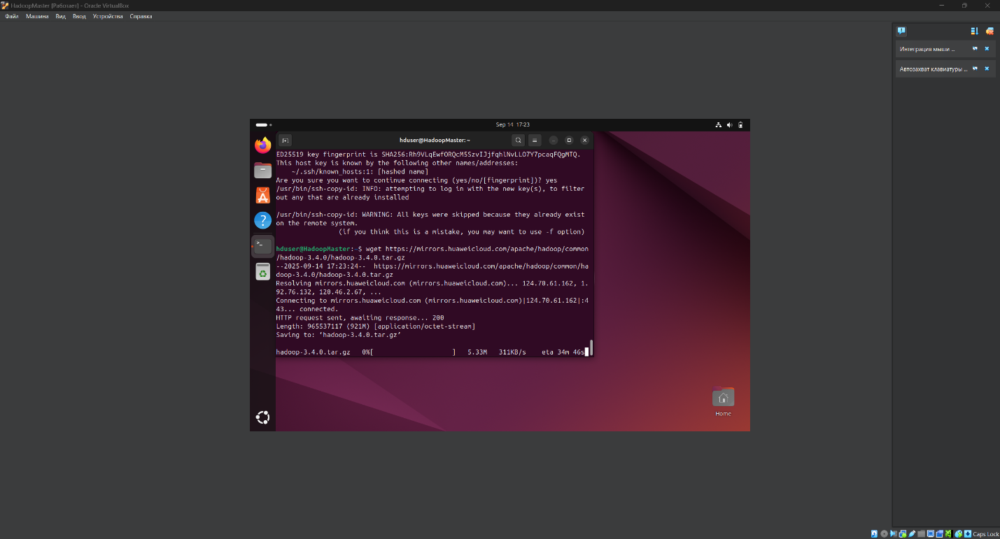 HadoopMaster [Работает] - Oracle VirtualBox
Файл Машина Вид Ввод Устройства Справка
Интеграция мыши ...
Автозахват клавиатуры ...
Sep 14 17:23
hduser@HadoopMaster: ~
ED25519 key fingerprint is SHA256:Rh9VLqEwfORQcM5SzvIJjfqhlNvLLO7Y7pcaqFQgMTQ.
This host key is known by the following other names/addresses:
~/.ssh/known_hosts:1: [hashed name]
Are you sure you want to continue connecting (yes/no/[fingerprint])? yes
/usr/bin/ssh-copy-id: INFO: attempting to log in with the new key(s), to filter
out any that are already installed
/usr/bin/ssh-copy-id: WARNING: All keys were skipped because they already exist
on the remote system.
(if you think this is a mistake, you may want to use -f option)
hduser@HadoopMaster:~$ wget https://mirrors.huaweicloud.com/apache/hadoop/common
/hadoop-3.4.0/hadoop-3.4.0.tar.gz
--2025-09-14 17:23:24-- https://mirrors.huaweicloud.com/apache/hadoop/common/ha
doop-3.4.0/hadoop-3.4.0.tar.gz
Resolving mirrors.huaweicloud.com (mirrors.huaweicloud.com)... 124.70.61.162, 1.
92.76.132, 120.46.2.67, ...
Connecting to mirrors.huaweicloud.com (mirrors.huaweicloud.com)|124.70.61.162|:4
43... connected.
HTTP request sent, awaiting response... 200
Length: 965537117 (921M) [application/octet-stream]
Saving to: ‘hadoop-3.4.0.tar.gz’
hadoop-3.4.0.tar.gz 0%[ ] 5.33M 311KB/s eta 34m 46s
Home
Caps Lock